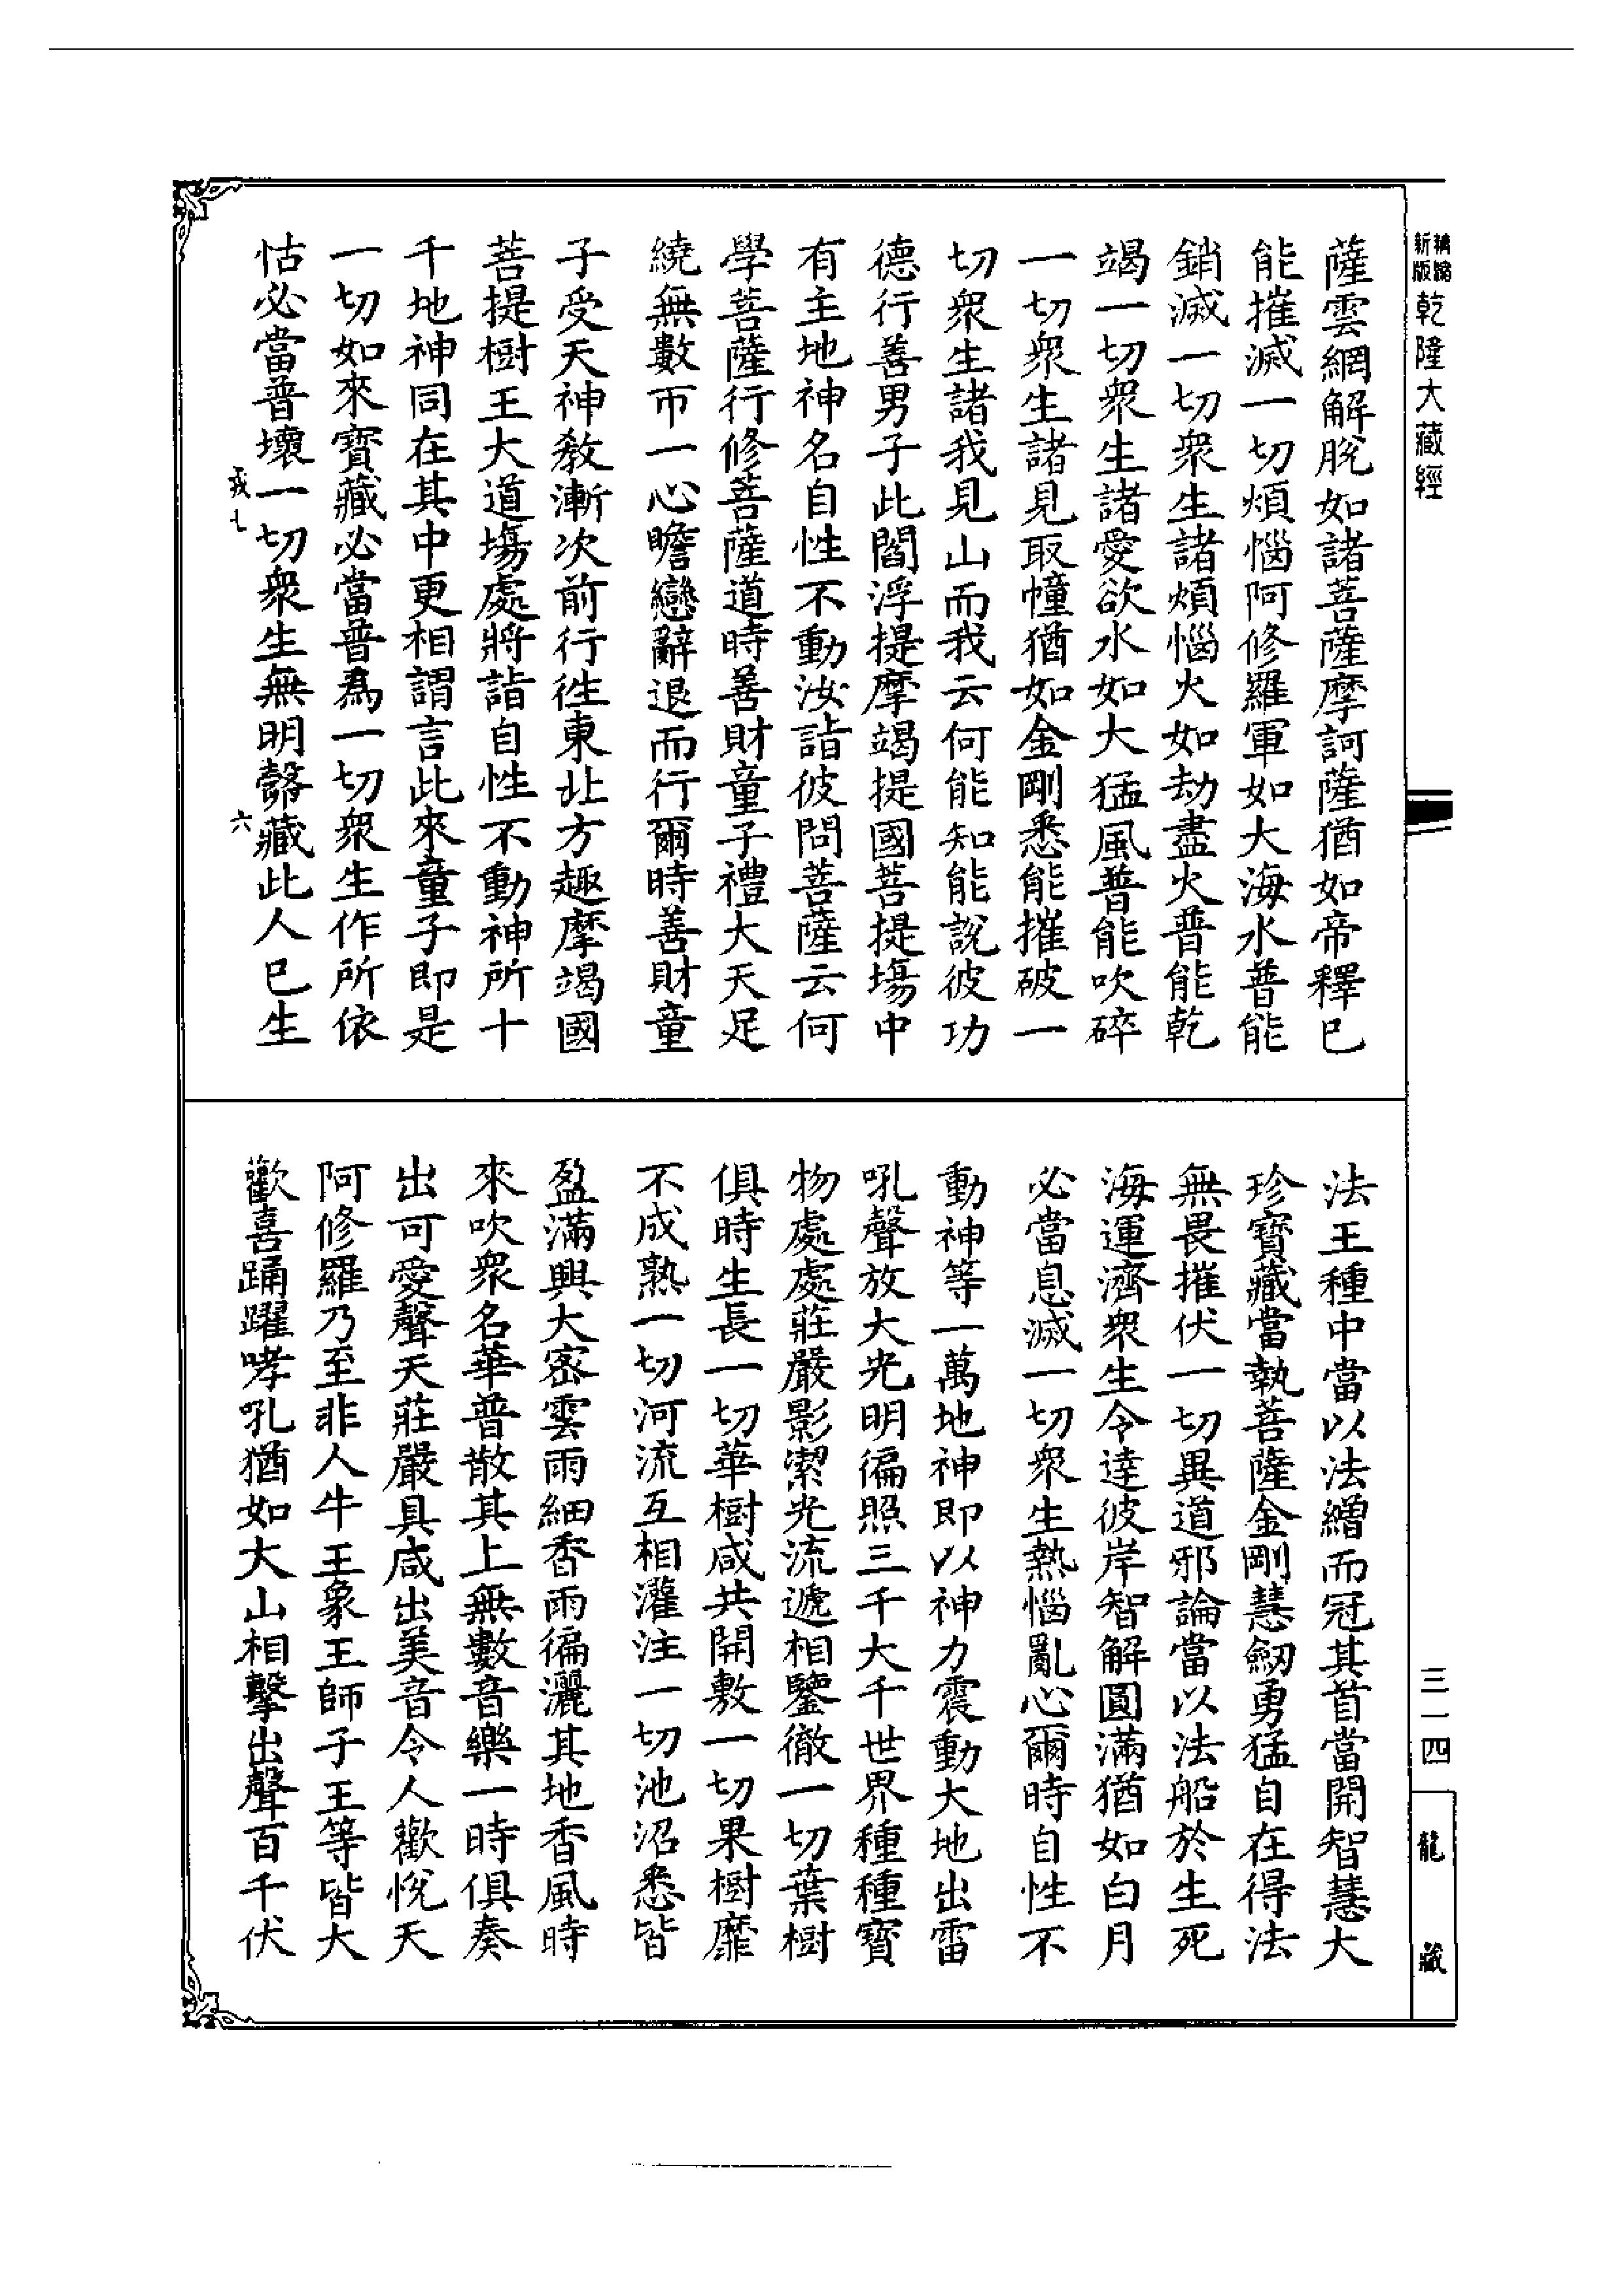 新編縮版乾隆大藏經
薩雲網解脫如諸菩薩摩訶薩猶如帝釋已
能摧滅一切煩惱阿修羅軍如大海水普能
銷滅一切衆生諸煩惱火如劫盡火普能乾
竭一切衆生諸愛欲水如大猛風普能吹碎
一切衆生諸見取幢猶如金剛悉能摧破一
切衆生諸我見山而我云何能知能說彼功
德行善男子此閻浮提摩竭提國菩提場中
有主地神名自性不動汝詣彼問菩薩云何
學菩薩行修菩薩道時善財童子禮大天足
繞無數帀一心瞻戀辭退而行爾時善財童
子受天神教漸次前行徃東北方趣摩竭國
菩提樹王大道場處將詣自性不動神所十
千地神同在其中更相謂言此來童子即是
一切如來寳藏必當普爲一切衆生作所依
怙必當普壞一切衆生無明㲉藏此人已生
法王種中當以法繒而冠其首當開智慧大
珍寳藏當執菩薩金剛慧劒勇猛自在得法
無畏摧伏一切異道邪論當以法船於生死
海運濟衆生令達彼岸智解圓滿猶如白月
必當息滅一切衆生熱惱亂心爾時自性不
動神等一萬地神即以神力震動大地出雷
吼聲放大光明徧照三千大千世界種種寳
物處處莊嚴影潔光流遞相鑒徹一切葉樹
俱時生長一切華樹咸共開敷一切果樹靡
不成熟一切河流互相灌注一切池沼悉皆
盈滿興大密雲雨細香雨徧灑其地香風時
來吹衆名華普散其上無數音樂一時俱奏
出可愛聲天莊嚴具咸出美音令人歡悅天
阿修羅乃至非人牛王象王師子王等皆大
歡喜踊躍哮吼猶如大山相擊出聲百千伏
三一四
龍藏
六